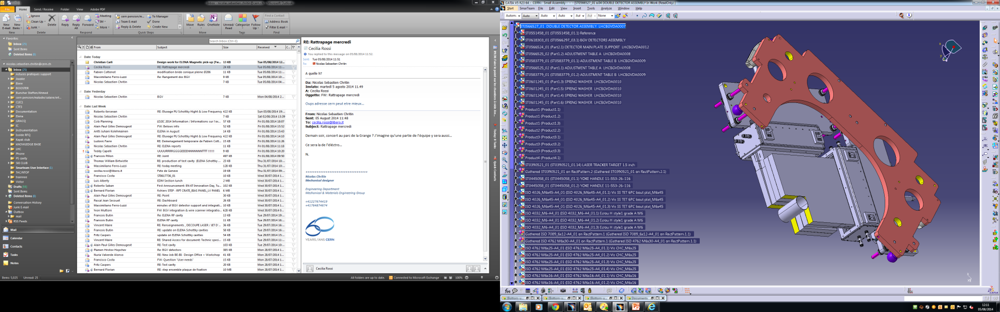 Inbox - nicolas.sebastien.chritin@cern.ch - Microsoft Outlook
File Home Send / Receive Folder View Adobe PDF
New E-mail
New Items
Ignore
Clean Up
Junk
Delete
Reply
Reply All
Forward
Meeting
IM
More
cern pension/m...
Team E-mail
Reply & Delete
To Manager
Done
Create New
Move
Rules
OneNote
Unread/ Read
Categorize
Follow Up
Find a Contact
Address Book
Filter E-mail
New Delete Respond Quick Steps Move Tags Find
Favorites
Inbox (25)
Sent Items
Deleted Items (6)
nicolas.sebastien.chritin@cern.ch
Inbox (25)
Astuces pratiques support
Awake
Biere
BOOSTER
Buncher Steffen/Ahmed
cern pension/maladie/salaire/ert...
CLIC1
CTF3
Documentation
Elena
GRACQ
IC
Instrumentation
Isolde RFQ
Kayak club
KNOWLEDGE BASE
LHC
Phone
PS cavity
SKI CLUB
Smarteam User Interface (1)
TAC/NTOF
trainnee
Victor
Drafts (55)
Sent Items
Deleted Items (6)
Conversation History
Junk E-mail
Outbox
mail
RSS Feeds
Mail
Calendar
Contacts
Tasks
Notes
Items: 5,025 Unread: 25
Search Inbox (Ctrl+E)
From Subject Size Received C...
Date: Today
Christian Carli Design work for ELENA Magnetic pick-up [Fw... 3 MB Tue 05/08/2014 12...
Cecilia Rossi RE: Rattrapage mercredi 24 KB Tue 05/08/2014 11...
Fabien Cottenot modification bride conique pleine Ø206 11 KB Tue 05/08/2014 11...
Massimiliano Ferro-Luzzi Re: Rangement doc BGV 9 KB Tue 05/08/2014 10:...
Nicolas Sebastien Chritin 7 KB Tue 05/08/2014 04:...
Date: Yesterday
Nicolas Sebastien Chritin BGV 7 KB Mon 04/08/2014 2...
Date: Last Week
Roberto Kersevan RE: Etuvage PU Schottky Hight & Low Frequency 422 KB Sun 03/08/2014 19:...
Nicolas Sebastien Chritin 7 KB Sat 02/08/2014 15:39
Corb Planning LDZIC 2014 Information / Informations sur l'ex... 57 KB Fri 01/08/2014 18:07
Alain Paul Gilles Demougeot FW: Belows info 52 KB Fri 01/08/2014 15:52
Antti Juhani Kolehmainen ELENA in August 14 KB Fri 01/08/2014 15:43
Alain Paul Gilles Demougeot RE: Etuvage PU Schottky Hight & Low Frequency 422 KB Fri 01/08/2014 14:10
Ludovic Favre RE: Demenagement temporaire de Fabien Cott... 15 KB Fri 01/08/2014 11:26
Nicolas Sebastien Chritin RE: ELENA reports 11 KB Fri 01/08/2014 11:18
Teddy Capelli UUUURRRRGGGGEEEENNNNNNNTTTT !!!!!!!! 9 KB Fri 01/08/2014 10:20
Francois Pillon RE: Joint 497 KB Fri 01/08/2014 09:50
Thomas William Birtwistle RE: production of test cavity (ELENA Schottky ... 23 KB Thu 31/07/2014 18:...
Massimiliano Ferro-Luzzi RE: today meeting 128 KB Thu 31/07/2014 10:...
cecilia.rossi@libero.it Fete de Geneve 19 KB Thu 31/07/2014 09:...
Francisco Costa ST0617736_01 10 KB Wed 30/07/2014 1...
Luis Alberty EDM Section lunch 2 MB Wed 30/07/2014 1...
Roberto Saban First Announcement: EN-KT Innovation Day, Tu... 102 KB Wed 30/07/2014 1...
Bernard Florian fichiers STEP - RPT CRATE_BIAS PANEL_LV PANEL 6 MB Wed 30/07/2014 1...
Alain Paul Gilles Demougeot RE: Point 30 KB Wed 30/07/2014 1...
Pascal Jean Secouet RE: Dashboard 26 KB Wed 30/07/2014 1...
Massimiliano Ferro-Luzzi minutes of BGV detector support and integrati... 10 KB Wed 30/07/2014 1...
Yvon Muttoni FW: BGV integration & wire scanner integratio... 628 KB Wed 30/07/2014 0...
Francois Butin Re: ELENA RF cavity 13 KB Tue 29/07/2014 1...
Francois Butin ELENA RF cavity 11 KB Tue 29/07/2014 1...
Vincent Maire RE: Renseignements , DECOUPE LASER / JET D'... 36 KB Tue 29/07/2014 1...
Francois Butin RE: update on ELENA Schottky cavities 58 KB Tue 29/07/2014 1...
Fritz Caspers update on ELENA Schottky cavities 54 KB Tue 29/07/2014 15...
Vincent Maire RE: Shared Access for document: Technic speci... 15 KB Tue 29/07/2014 1...
Alain Paul Gilles Demougeot RE: Test cavity 103 KB Tue 29/07/2014 10:...
Plamen Hristov Hopchev RE: BGV detectors 385 KB Mon 28/07/2014 1...
Nuria Valverde Alonso RE: New Job BE-BI: Design Office + Workshop 41 KB Mon 28/07/2014 1...
Francisco Costa FW: Question "User needs" 15 KB Mon 28/07/2014 1...
Fritz Caspers RE: Test cavity 20 KB Mon 28/07/2014 1...
Bernard Florian RE: step ensemble plaque de fixation 10 MB Mon 28/07/2014 1...
RE: Rattrapage mercredi
Cecilia Rossi
You replied to this message on 05/08/2014 11:52.
Sent: Tue 05/08/2014 11:51
To: Nicolas Sebastien Chritin
A quelle h?
Da: Nicolas Sebastien Chritin
Inviato: martedì 5 agosto 2014 11.49
A: Cecilia Rossi
Oggetto: FW: Rattrapage mercredi
Oups adresse cern peut etre mieux...
From: Nicolas Sebastien Chritin
Sent: 05 August 2014 11:48
To: cecilia.rossi@libero.it
Subject: Rattrapage mercredi
Demain soir, concert au parc de la Grange ? J'imagine qu'une partie de l'équipe y sera aussi...
Ce sera la de l'éléctro...
N.
********************************
Nicolas Chritin
Mechanical designer
Engineering Department
Mechanical & Materials Engineering Group
+41227674419
+41764874674
60
YEARS/ANS CERN
Cecilia Rossi
All folders are up to date. Connected to Microsoft Exchange 100%
Today: 0 Tasks
Quick Contacts
CATIA V5 R23 64 - CERN : Small Assembly - - - [ST0566527_01 a.04 DOUBLE DETECTOR ASSEMBLY In Work (ReadOnly) ]
Start SmarTeam File Edit View Insert Tools Analyze Window Help
Autom Auto Auto Auto Aut Aut None
ST0566527_01 DOUBLE DETECTOR ASSEMBLY LHCBGVDA0007
ST0551458_01 (ST0551458_01.1) Reference
ST0618303_01 (ST0566297_03.1) BGV DETECTORS ASSEMBLY
ST0566524_01 (Part2.1) DETECTOR MAIN PLATE SUPPORT LHCBGVDA0012
ST0566525_02 (Part2.1) ADJUSTMENT TABLE A LHCBGVDA0008
ST0583779_01 (ST0583779_01.1) ADJUSTMENT TABLE B LHCBGVDA0009
ST0566525_02 (Part1.1) ADJUSTMENT TABLE A LHCBGVDA0008
ST0583779_01 (ST0583779_01.2) ADJUSTMENT TABLE B LHCBGVDA0009
ST0601245_01 (Part1.3) SPRING WASHER LHCBGVDA0010
ST0601245_01 (Part1.5) SPRING WASHER LHCBGVDA0010
ST0601245_01 (Part1.4) SPRING WASHER LHCBGVDA0010
ST0601245_01 (Part1.6) SPRING WASHER LHCBGVDA0010
Product1 (Product1.1)
Product1 (Product1.2)
Product1 (Product1.3)
Product2 (Product2.2)
Product3 (Product3.1)
Product3 (Product3.2)
Product3 (Product3.3)
Product4 (Product4.1)
ST0390521_01 (ST0390521_01.14) LASER TRACKER TARGET 1.5 inch
Gathered ST0390521_01 on RectPattern.2 (Gathered ST0390521_01 on RectPattern.2.1)
ST0445058_01 (ST0445058_01.1) YOKE HANDLE 11-553-26-116
ST0445058_01 (ST0445058_01.2) YOKE HANDLE 11-553-26-116
ISO 4026_M6x45-A4_01 (ISO 4026_M6x45-A4_01.1) Vis SS TET 6PC bout plat_M6x45
ISO 4026_M6x45-A4_01 (ISO 4026_M6x45-A4_01.2) Vis SS TET 6PC bout plat_M6x45
ISO 4026_M6x45-A4_01 (ISO 4026_M6x45-A4_01.3) Vis SS TET 6PC bout plat_M6x45
ISO 4032_M6-A4_01 (ISO 4032_M6-A4_01.1) Ecrou H style1 grade A M6
ISO 4032_M6-A4_01 (ISO 4032_M6-A4_01.2) Ecrou H style1 grade A M6
ISO 4032_M6-A4_01 (ISO 4032_M6-A4_01.3) Ecrou H style1 grade A M6
Gathered ISO 7089_6x12-A4_01 on RectPattern.1 (Gathered ISO 7089_6x12-A4_01 on RectPattern.1.1)
Gathered ISO 4762 M6x30-A4_01 on RectPattern.1 (Gathered ISO 4762 M6x30-A4_01 on RectPattern.1.1)
ISO 4762 M6x25-A4_01 (ISO 4762 M6x25-A4_01.1) Vis CHC_M6x25
ISO 4762 M6x25-A4_01 (ISO 4762 M6x25-A4_01.2) Vis CHC_M6x25
ISO 4762 M6x25-A4_01 (ISO 4762 M6x25-A4_01.3) Vis CHC_M6x25
ISO 4762 M6x25-A4_01 (ISO 4762 M6x25-A4_01.4) Vis CHC_M6x25
ISO 4762 M6x16-A4_01 (ISO 4762 M6x16-A4_01.1) Vis CHC_M6x16
ISO 4762 M6x16-A4_01 (ISO 4762 M6x16-A4_01.2) Vis CHC_M6x16
CATIA
[Bottom-u... [Bottom-u... [Bottom-u... Documents
12:11
05/08/2014